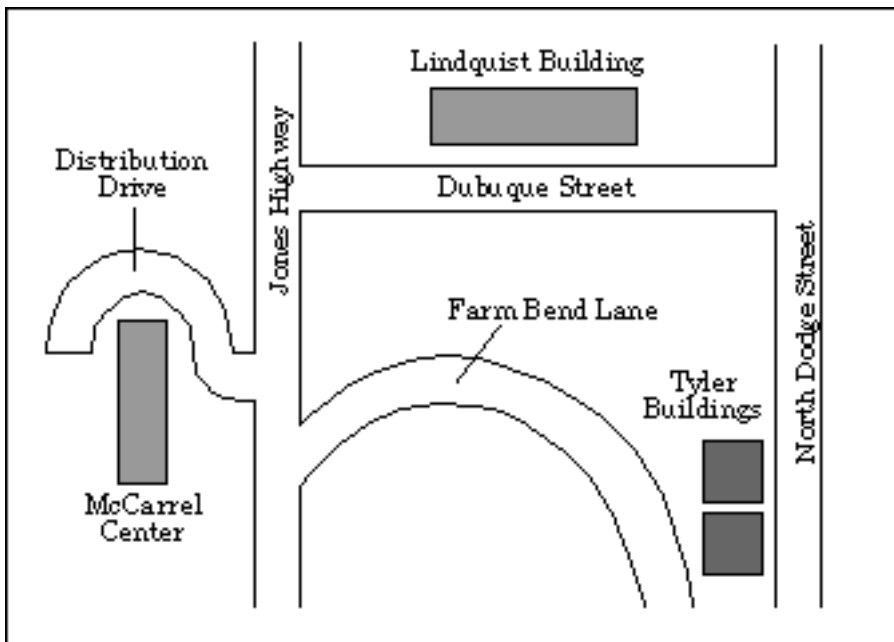 Lindquist Building
Distribution
Drive
Jones Highway
Dubuque Street
North Dodge Street
Farm Bend Lane
Tyler
Buildings
McCarrel
Center